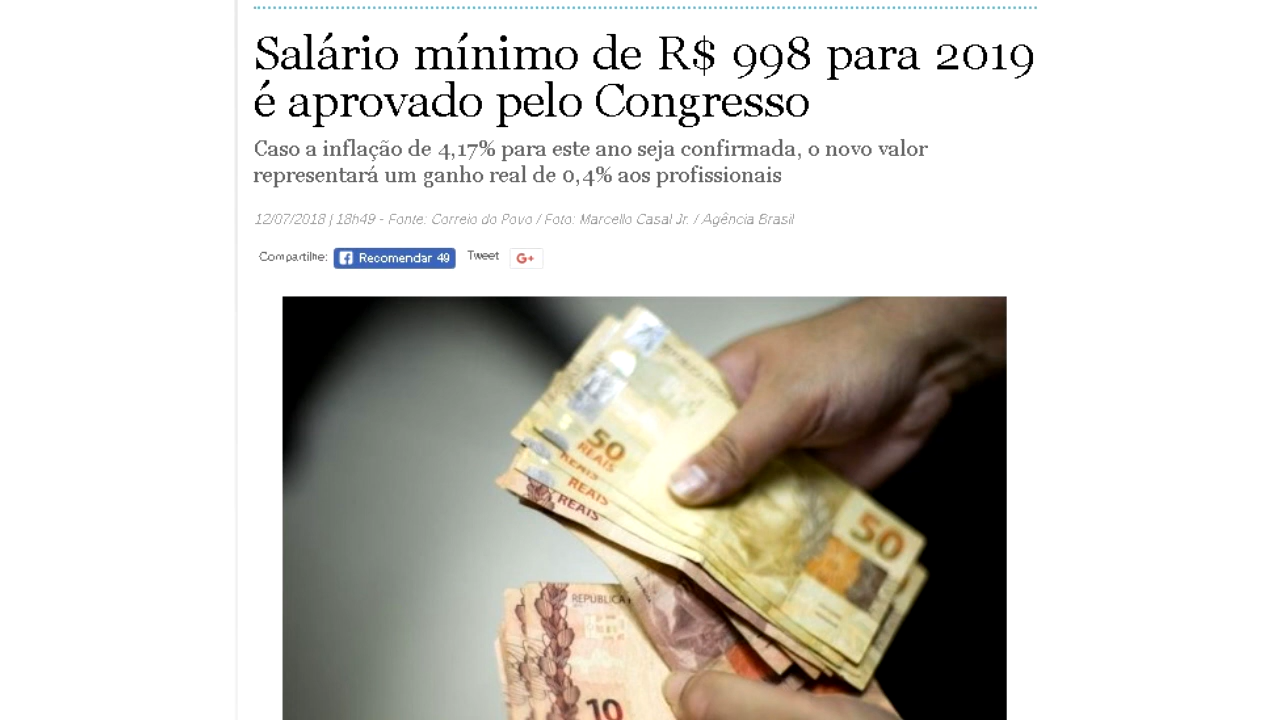 Salário mínimo de R$ 998 para 2019
é aprovado pelo Congresso
Caso a inflação de 4,17% para este ano seja confirmada, o novo valor
representará um ganho real de 0,4% aos profissionais
12/07/2018 | 18h49 - Fonte: Correio do Povo / Foto: Marcello Casal Jr. / Agência Brasil
Compartilhe: Recomendar 49 Tweet G+
50
REAIS
REAIS
REAIS
REAIS
50
REPÚBLICA
10